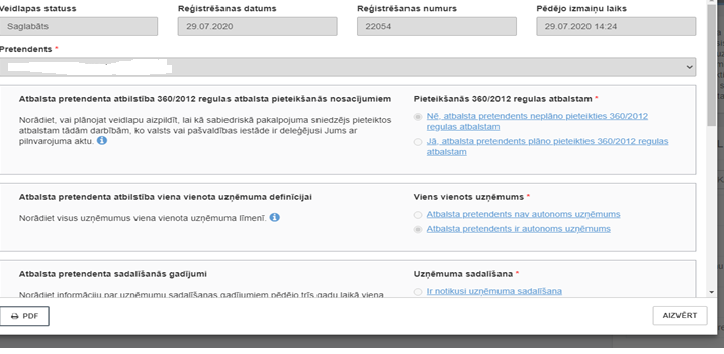 Veidlapas statuss Reģistrēšanas datums Reģistrēšanas numurs Pēdējo izmaiņu laiks
Saglabāts 29.07.2020 22054 29.07.2020 14:24
Pretendents *
Atbalsta pretendenta atbilstība 360/2012 regulas atbalsta pieteikšanās nosacījumiem
Norādiet, vai plānojat veidlapu aizpildīt, lai kā sabiedriskā pakalpojuma sniedzējs pieteiktos
atbalstam tādām darbībām, ko valsts vai pašvaldības iestāde ir deleģējusi Jums ar
pilnvarojuma aktu.
Pieteikšanās 360/2012 regulas atbalstam *
Nē, atbalsta pretendents neplāno pieteikties 360/2012
regulas atbalstam
Jā, atbalsta pretendents plāno pieteikties 360/2012 regulas
atbalstam
Atbalsta pretendenta atbilstība viena vienota uzņēmuma definīcijai
Norādiet visus uzņēmumus viena vienota uzņēmuma līmenī.
Viens vienots uzņēmums *
Atbalsta pretendents nav autonoms uzņēmums
Atbalsta pretendents ir autonoms uzņēmums
Atbalsta pretendenta sadalīšanās gadījumi
Norādiet informāciju par uzņēmumu sadalīšanas gadījumiem pēdējo trīs gadu laikā viena
Uzņēmuma sadalīšana *
Ir notikusi uzņēmuma sadalīšana
PDF
AIZVĒRT